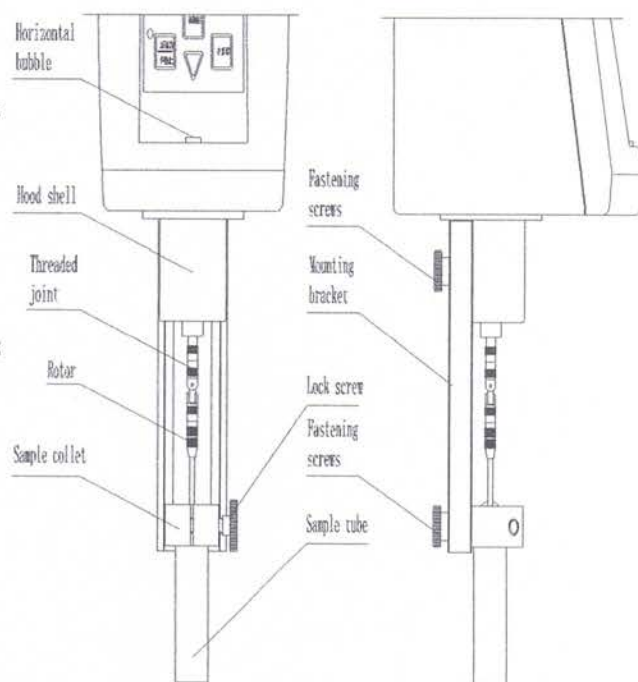 Horizontal
bubble
Hood shell
Threaded
joint
Rotor
Sample collet
Lock screw
Sample tube
Fastening
screws
Mounting
bracket
Fastening
screws